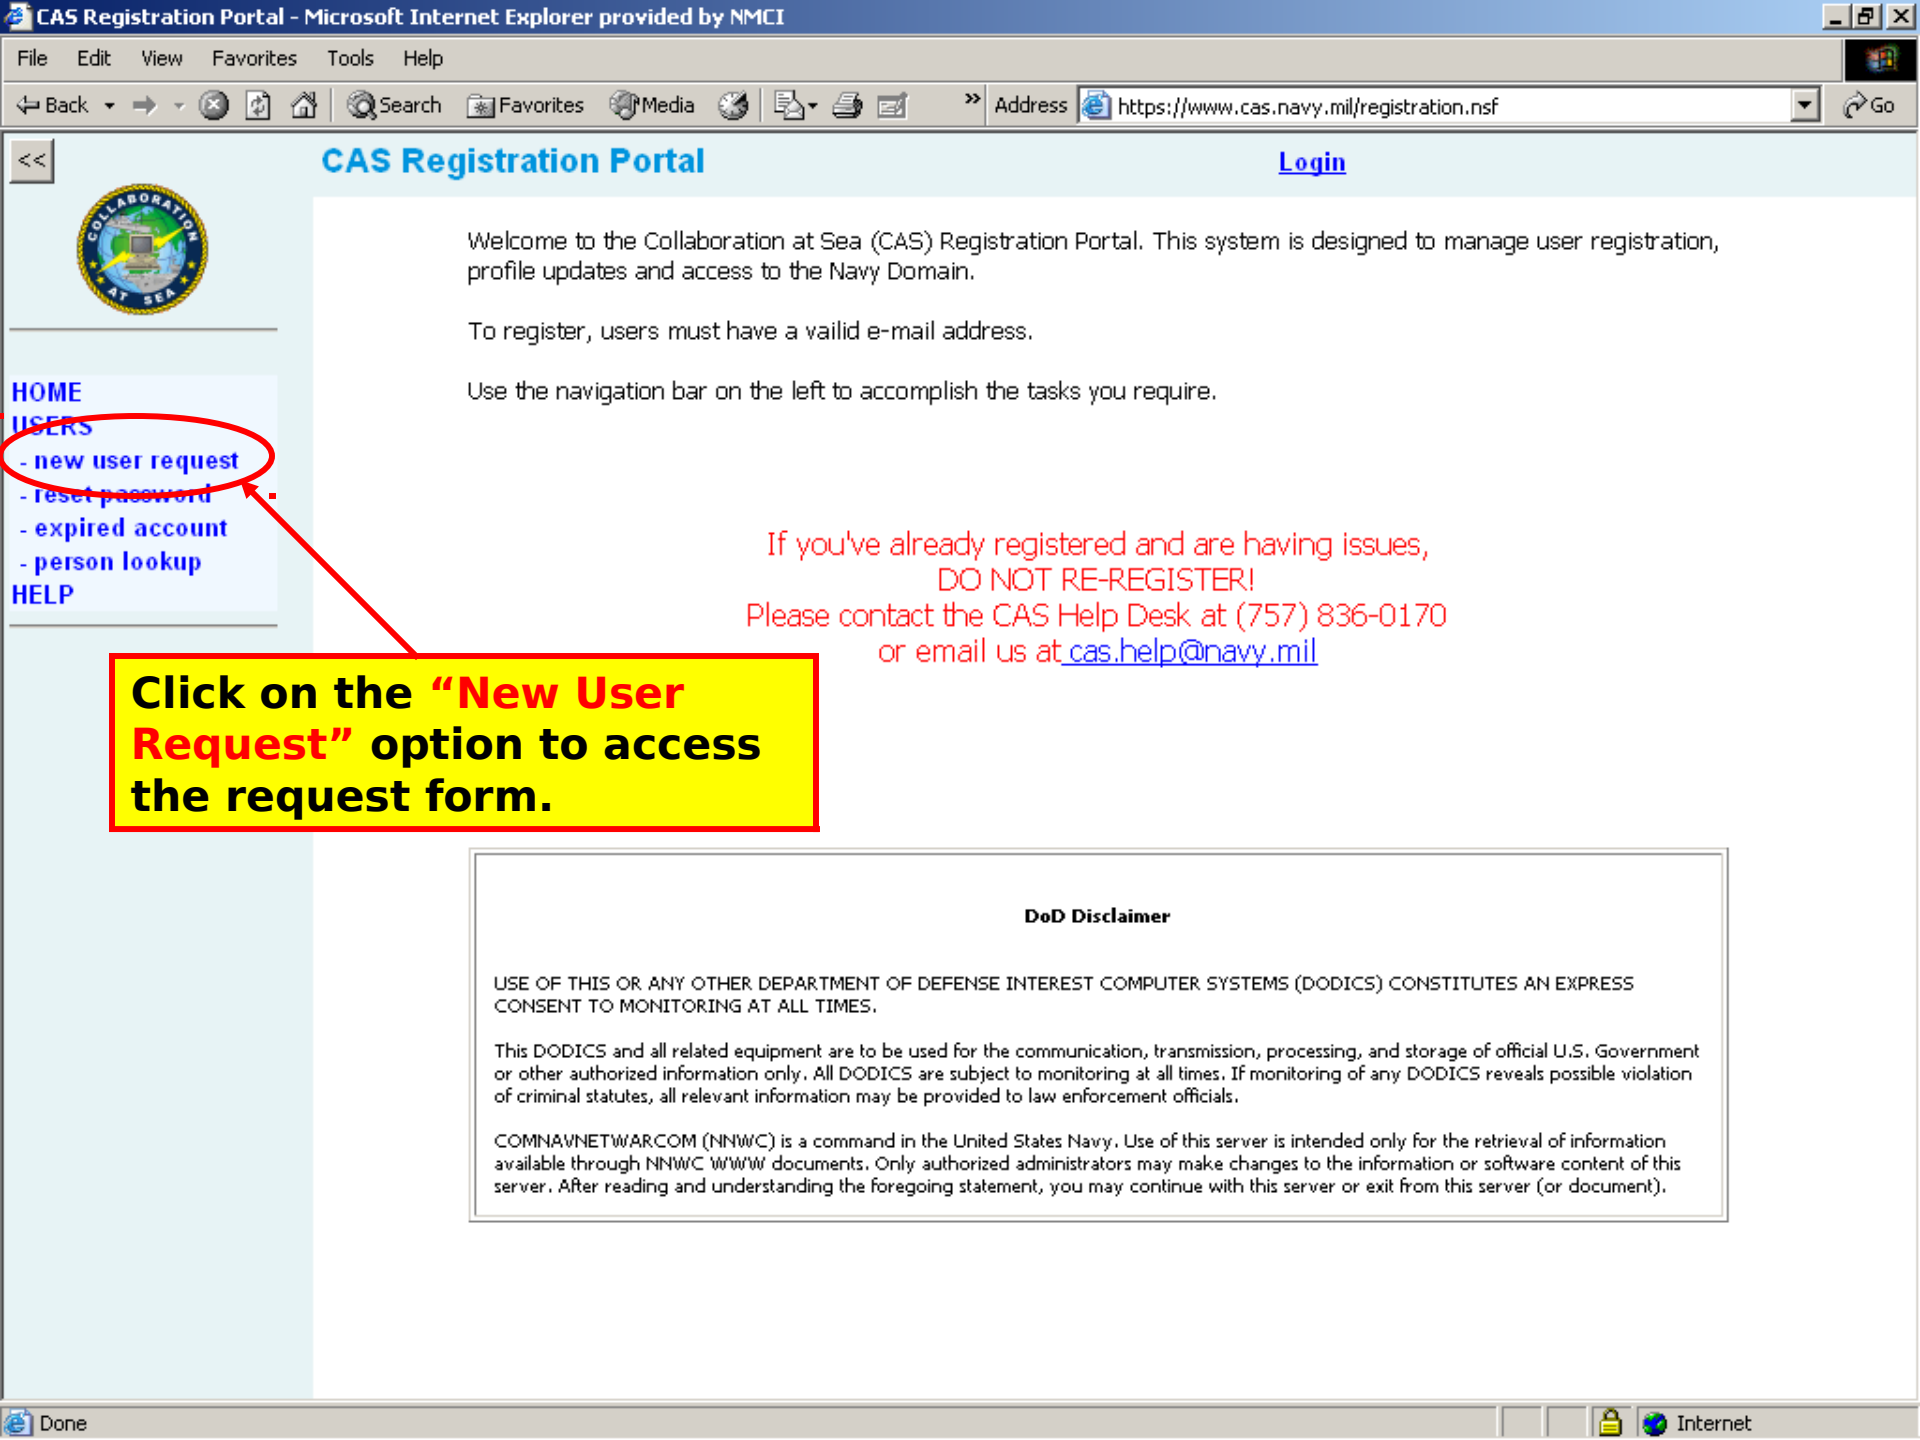 CAS Registration Portal - Microsoft Internet Explorer provided by NMCI
File Edit View Favorites Tools Help
Back Search Favorites Media » Address https://www.cas.navy.mil/registration.nsf Go
<<
CAS Registration Portal Login
COLLABORATION AT SEA
Welcome to the Collaboration at Sea (CAS) Registration Portal. This system is designed to manage user registration,
profile updates and access to the Navy Domain.
To register, users must have a vailid e-mail address.
Use the navigation bar on the left to accomplish the tasks you require.
HOME
USERS
- new user request
- reset password
- expired account
- person lookup
HELP
If you've already registered and are having issues,
DO NOT RE-REGISTER!
Please contact the CAS Help Desk at (757) 836-0170
or email us at cas.help@navy.mil
Click on the “New User
Request” option to access
the request form.
DoD Disclaimer
USE OF THIS OR ANY OTHER DEPARTMENT OF DEFENSE INTEREST COMPUTER SYSTEMS (DODICS) CONSTITUTES AN EXPRESS
CONSENT TO MONITORING AT ALL TIMES.
This DODICS and all related equipment are to be used for the communication, transmission, processing, and storage of official U.S. Government
or other authorized information only. All DODICS are subject to monitoring at all times. If monitoring of any DODICS reveals possible violation
of criminal statutes, all relevant information may be provided to law enforcement officials.
COMNAVNETWARCOM (NNWC) is a command in the United States Navy. Use of this server is intended only for the retrieval of information
available through NNWC WWW documents. Only authorized administrators may make changes to the information or software content of this
server. After reading and understanding the foregoing statement, you may continue with this server or exit from this server (or document).
Done Internet